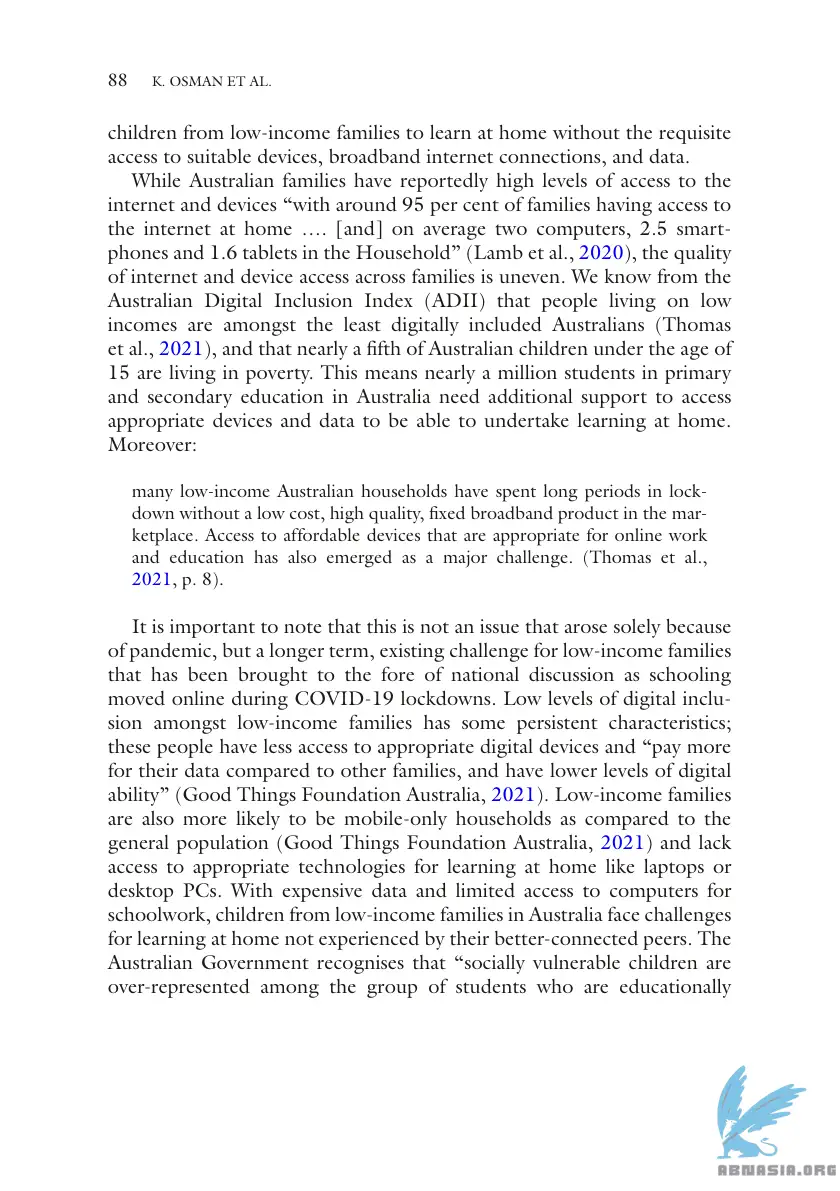 88 K. OSMAN ET AL.
children from low-income families to learn at home without the requisite
access to suitable devices, broadband internet connections, and data.
While Australian families have reportedly high levels of access to the
internet and devices “with around 95 per cent of families having access to
the internet at home …. [and] on average two computers, 2.5 smart-
phones and 1.6 tablets in the Household” (Lamb et al., 2020), the quality
of internet and device access across families is uneven. We know from the
Australian Digital Inclusion Index (ADII) that people living on low
incomes are amongst the least digitally included Australians (Thomas
et al., 2021), and that nearly a fifth of Australian children under the age of
15 are living in poverty. This means nearly a million students in primary
and secondary education in Australia need additional support to access
appropriate devices and data to be able to undertake learning at home.
Moreover:
many low-income Australian households have spent long periods in lock-
down without a low cost, high quality, fixed broadband product in the mar-
ketplace. Access to affordable devices that are appropriate for online work
and education has also emerged as a major challenge. (Thomas et al.,
2021, p. 8).
It is important to note that this is not an issue that arose solely because
of pandemic, but a longer term, existing challenge for low-income families
that has been brought to the fore of national discussion as schooling
moved online during COVID-19 lockdowns. Low levels of digital inclu-
sion amongst low-income families has some persistent characteristics;
these people have less access to appropriate digital devices and “pay more
for their data compared to other families, and have lower levels of digital
ability” (Good Things Foundation Australia, 2021). Low-income families
are also more likely to be mobile-only households as compared to the
general population (Good Things Foundation Australia, 2021) and lack
access to appropriate technologies for learning at home like laptops or
desktop PCs. With expensive data and limited access to computers for
schoolwork, children from low-income families in Australia face challenges
for learning at home not experienced by their better-connected peers. The
Australian Government recognises that “socially vulnerable children are
over-represented among the group of students who are educationally
ABNASIA.ORG